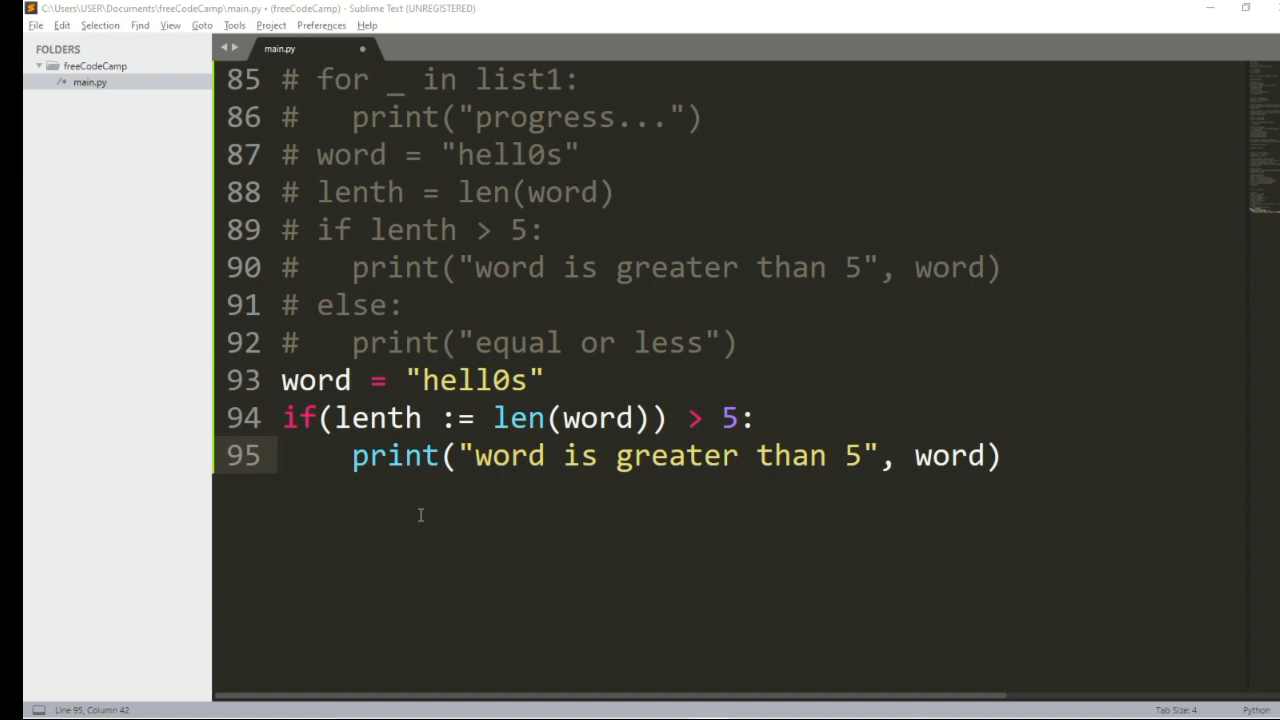 C:\Users\USER\Documents\freeCodeCamp\main.py • (freeCodeCamp) - Sublime Text (UNREGISTERED)
File Edit Selection Find View Goto Tools Project Preferences Help
FOLDERS
freeCodeCamp
/* main.py
main.py
85 # for _ in list1:
86 #   print("progress...")
87 # word = "hell0s"
88 # lenth = len(word)
89 # if lenth > 5:
90 #   print("word is greater than 5", word)
91 # else:
92 #   print("equal or less")
93 word = "hell0s"
94 if(lenth := len(word)) > 5:
95     print("word is greater than 5", word)
Line 95, Column 42
Tab Size: 4
Python